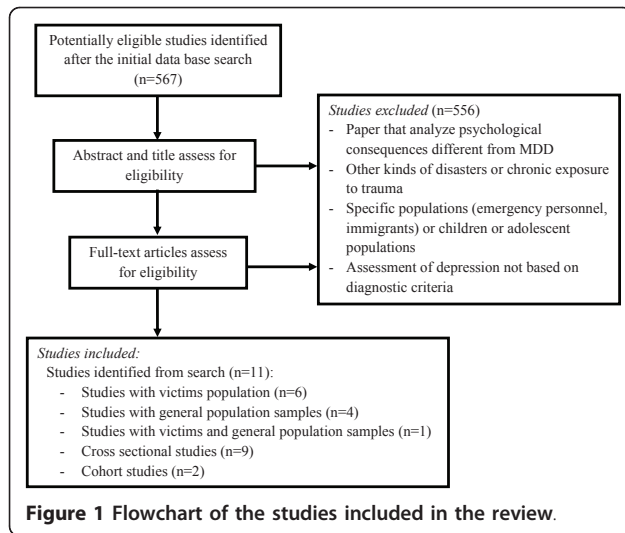 Potentially eligible studies identified
after the initial data base search
(n=567)
Abstract and title assess for
eligibility
Full-text articles assess
for eligibility
Studies excluded (n=556)
- Paper that analyze psychological
consequences different from MDD
- Other kinds of disasters or chronic exposure
to trauma
- Specific populations (emergency personnel,
immigrants) or children or adolescent
populations
- Assessment of depression not based on
diagnostic criteria
Studies included:
Studies identified from search (n=11):
- Studies with victims population (n=6)
- Studies with general population samples (n=4)
- Studies with victims and general population samples (n=1)
- Cross sectional studies (n=9)
- Cohort studies (n=2)
Figure 1 Flowchart of the studies included in the review.